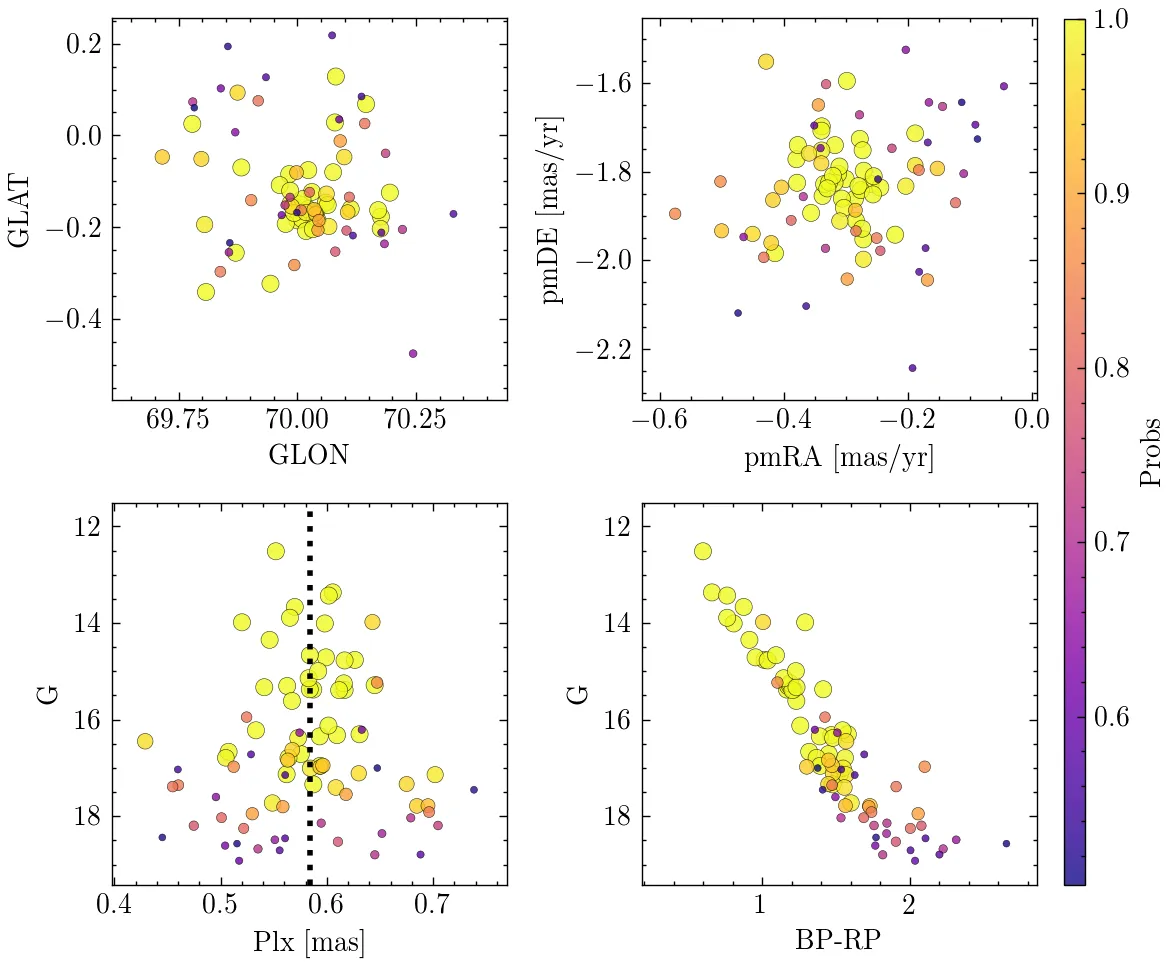 0.2
0.0
−0.2
−0.4
GLAT
69.75 70.00 70.25
GLON
−1.6
−1.8
−2.0
−2.2
pmDE [mas/yr]
−0.6 −0.4 −0.2 0.0
pmRA [mas/yr]
12
14
16
18
G
0.4 0.5 0.6 0.7
Plx [mas]
12
14
16
18
G
1 2
BP-RP
1.0
0.9
0.8
0.7
0.6
Probs